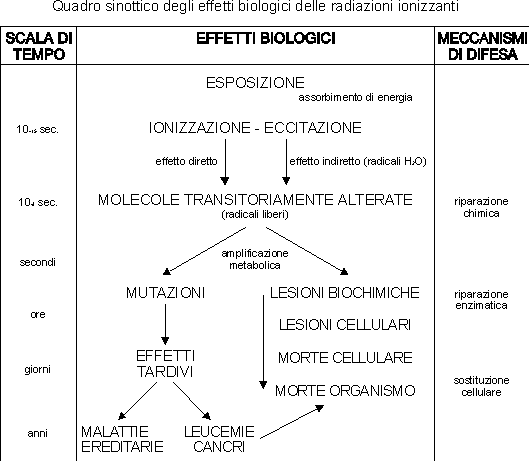 Quadro sinottico degli effetti biologici delle radiazioni ionizzanti
SCALA DI
TEMPO
EFFETTI BIOLOGICI
MECCANISMI
DI DIFESA
ESPOSIZIONE
assorbimento di energia
IONIZZAZIONE - ECCITAZIONE
sec.
effetto diretto
effetto indiretto (radicali H₂O)
sec.
MOLECOLE TRANSITORIAMENTE ALTERATE
(radicali liberi)
riparazione
chimica
secondi
amplificazione
metabolica
MUTAZIONI
LESIONI BIOCHIMICHE
riparazione
enzimatica
ore
LESIONI CELLULARI
EFFETTI
TARDIVI
MORTE CELLULARE
giorni
MORTE ORGANISMO
sostituzione
cellulare
anni
MALATTIE
EREDITARIE
LEUCEMIE
CANCRI